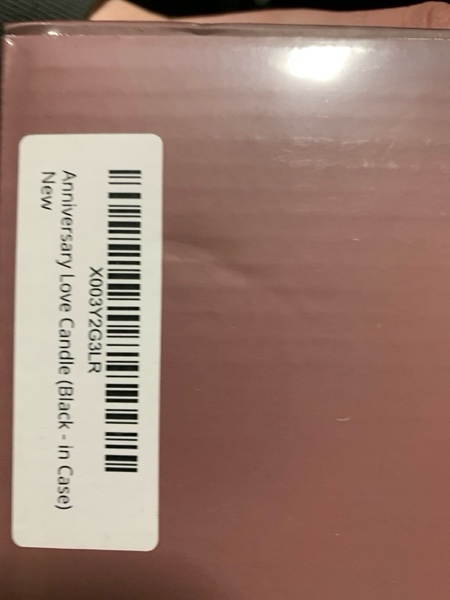 X003Y2G3LR
Anniversary Love Candle (Black - in Case)
New